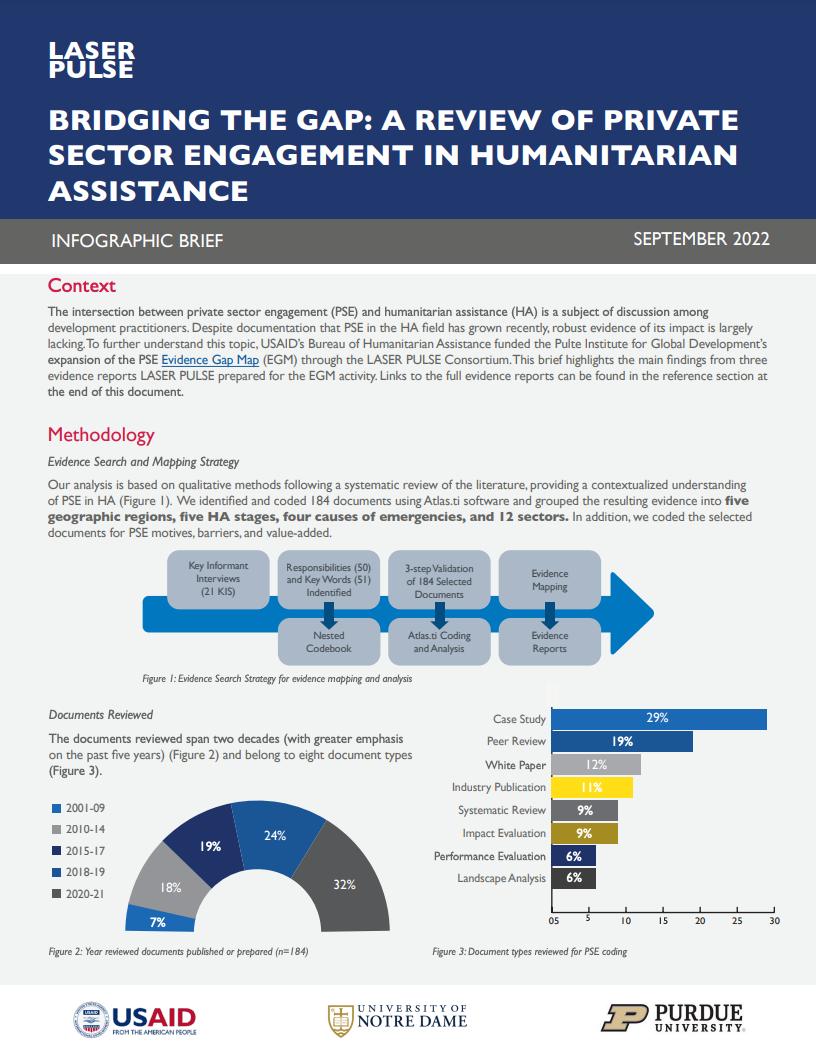 LASER
PULSE
BRIDGING THE GAP: A REVIEW OF PRIVATE
SECTOR ENGAGEMENT IN HUMANITARIAN
ASSISTANCE
INFOGRAPHIC BRIEF
SEPTEMBER 2022
Context
The intersection between private sector engagement (PSE) and humanitarian assistance (HA) is a subject of discussion among
development practitioners. Despite documentation that PSE in the HA field has grown recently, robust evidence of its impact is largely
lacking. To further understand this topic, USAID's Bureau of Humanitarian Assistance funded the Pulte Institute for Global Development's
expansion of the PSE Evidence Gap Map (EGM) through the LASER PULSE Consortium. This brief highlights the main findings from three
evidence reports LASER PULSE prepared for the EGM activity. Links to the full evidence reports can be found in the reference section at
the end of this document.
Methodology
Evidence Search and Mapping Strategy
Our analysis is based on qualitative methods following a systematic review of the literature, providing a contextualized understanding
of PSE in HA (Figure 1). We identified and coded 184 documents using Atlas.ti software and grouped the resulting evidence into five
geographic regions, five HA stages, four causes of emergencies, and 12 sectors. In addition, we coded the selected
documents for PSE motives, barriers, and value-added.
Key Informant
Interviews
(21 KIS)
Responsibilities (50)
and Key Words (51)
Indentified
3-step Validation
of 184 Selected
Documents
Evidence
Mapping
Nested
Codebook
Atlas.ti Coding
and Analysis
Evidence
Reports
Figure 1: Evidence Search Strategy for evidence mapping and analysis
Documents Reviewed
The documents reviewed span two decades (with greater emphasis
on the past five years) (Figure 2) and belong to eight document types
(Figure 3).
2001-09
2010-14
2015-17
2018-19
2020-21
7%
18%
19%
24%
32%
Figure 2: Year reviewed documents published or prepared (n=184)
Case Study 29%
Peer Review 19%
White Paper 12%
Industry Publication 11%
Systematic Review 9%
Impact Evaluation 9%
Performance Evaluation 6%
Landscape Analysis 6%
05 5 10 15 20 25 30
Figure 3: Document types reviewed for PSE coding
USAID
FROM THE AMERICAN PEOPLE
UNIVERSITY OF
NOTRE DAME
PURDUE
UNIVERSITY®